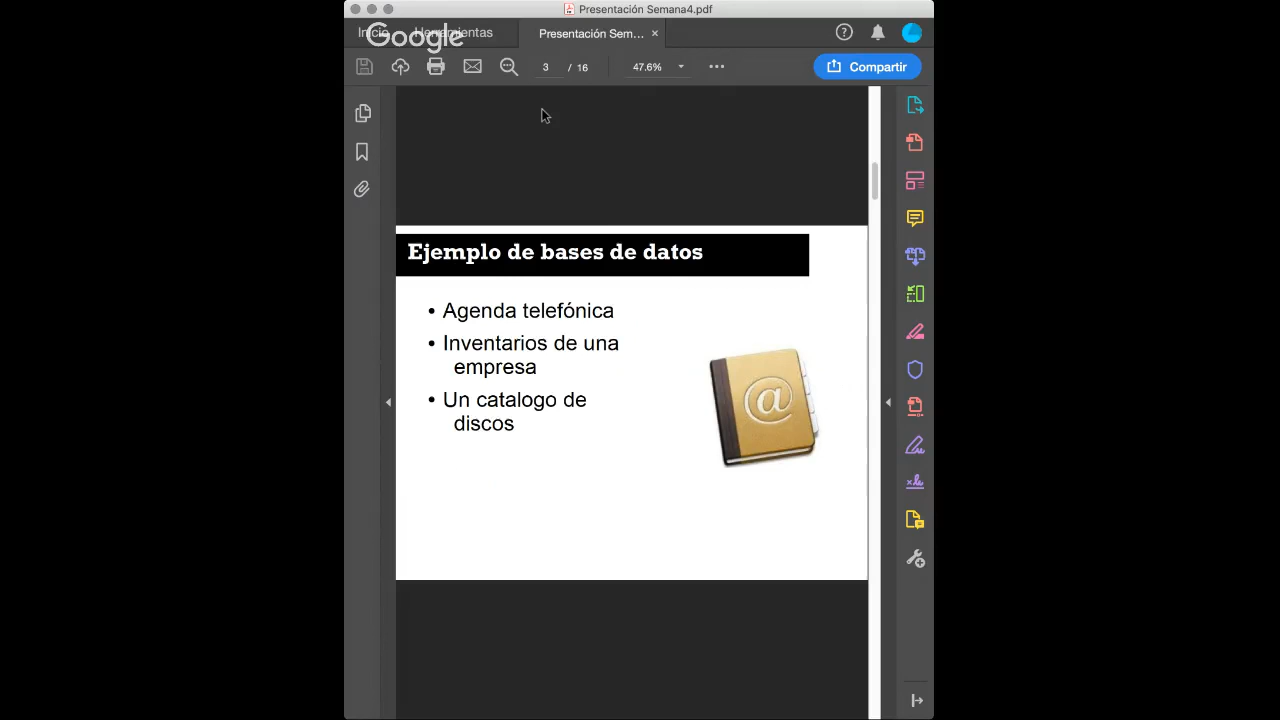 Presentación Semana4.pdf
Inicio Herramientas Presentación Sem... ×
Google
3 / 16 47.6% Compartir
Ejemplo de bases de datos
• Agenda telefónica
• Inventarios de una
empresa
• Un catalogo de
discos
@